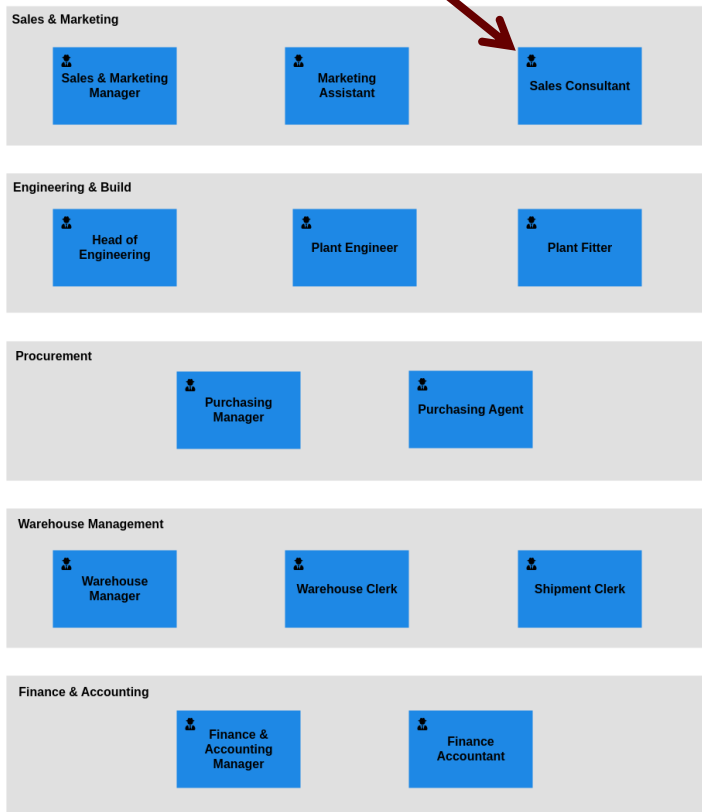 Sales & Marketing
Sales & Marketing
Manager
Marketing
Assistant
Sales Consultant
Engineering & Build
Head of
Engineering
Plant Engineer
Plant Fitter
Procurement
Purchasing
Manager
Purchasing Agent
Warehouse Management
Warehouse
Manager
Warehouse Clerk
Shipment Clerk
Finance & Accounting
Finance &
Accounting
Manager
Finance
Accountant